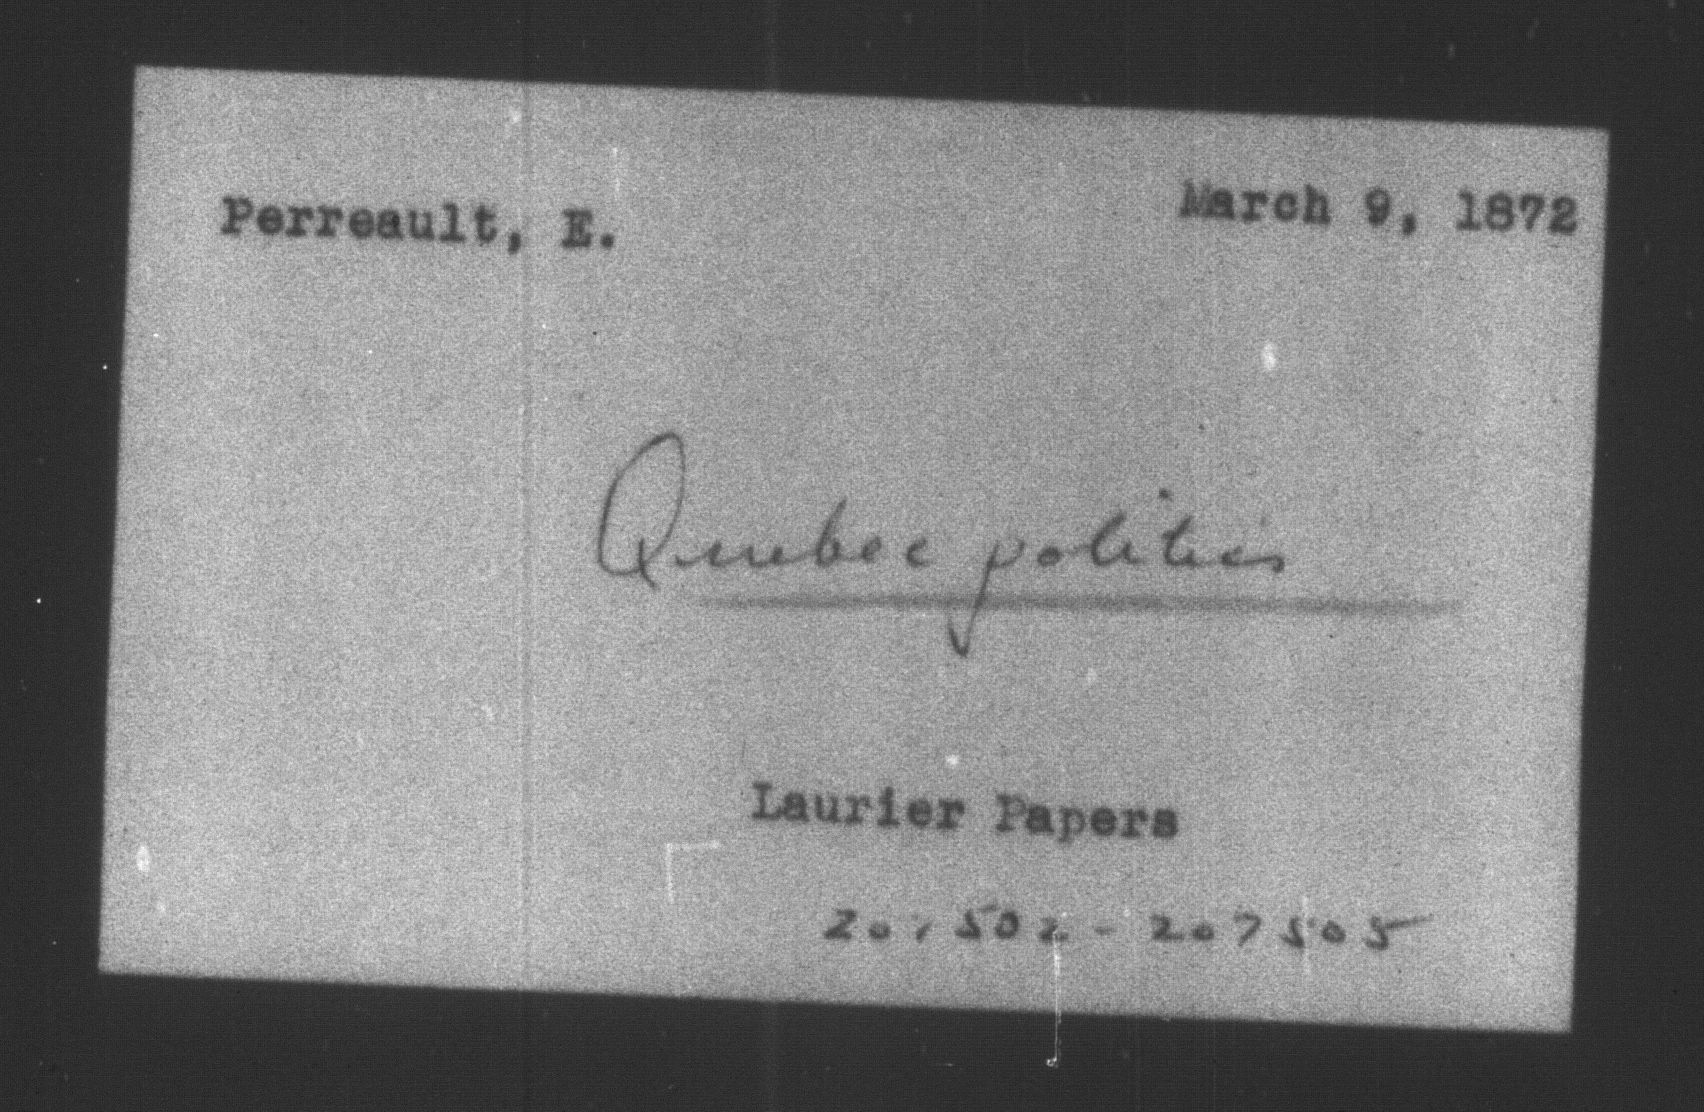 Perreault, E. March 9, 1872
Quebec politics
Laurier Papers
207502 - 207505